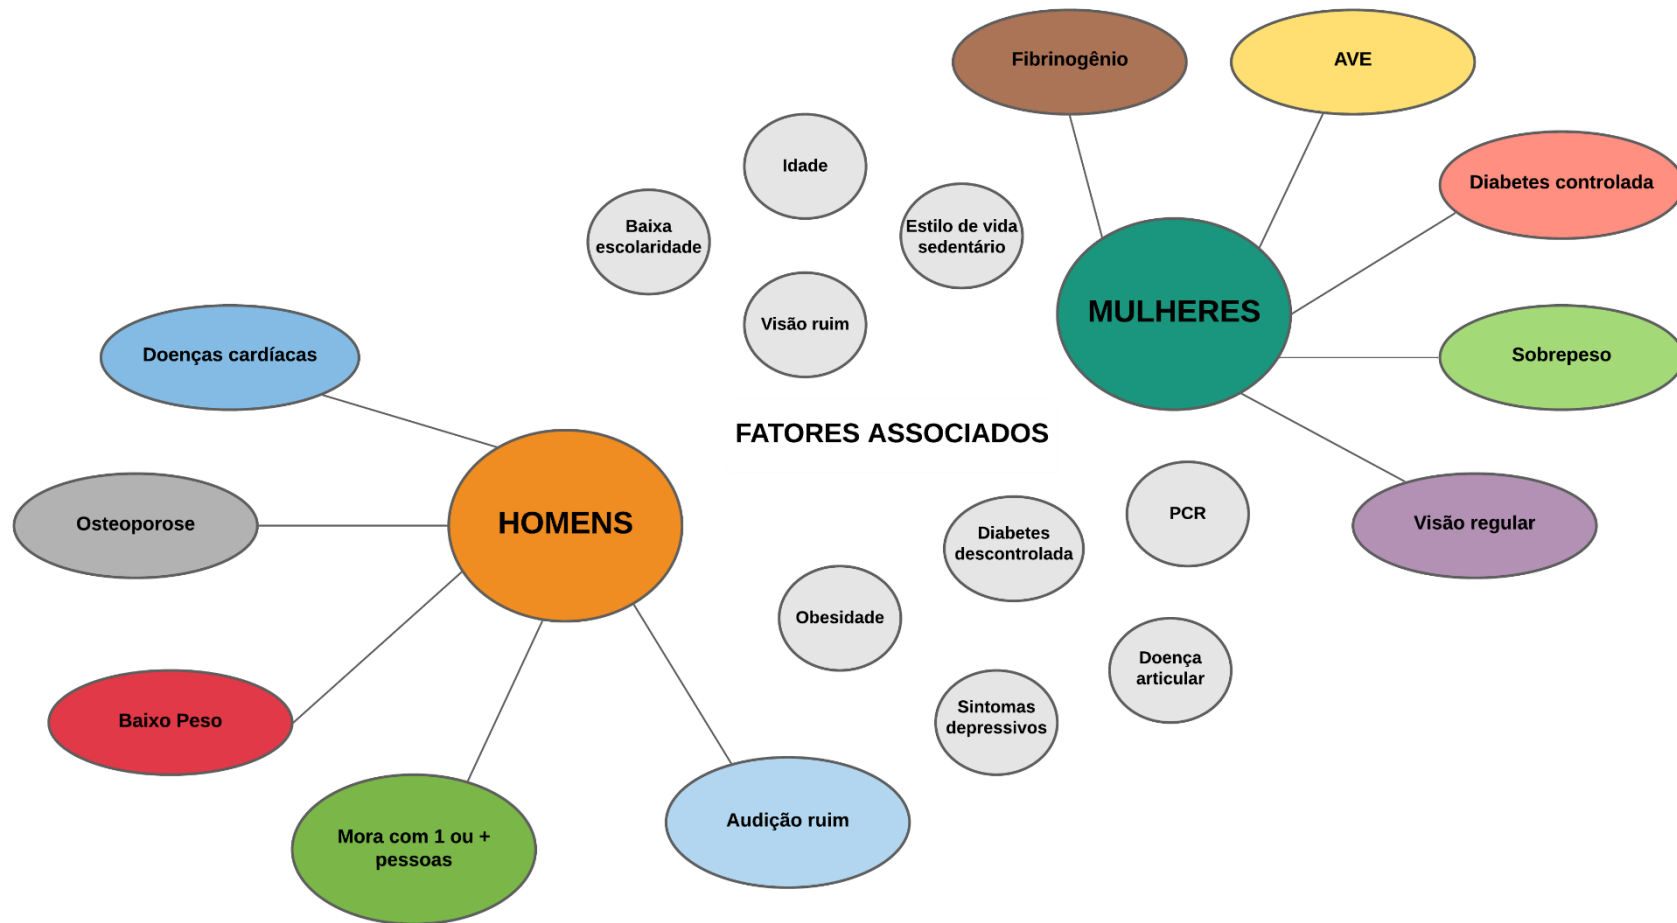 Fibrinogênio
AVE
Idade
Diabetes controlada
Baixa
escolaridade
Estilo de vida
sedentário
MULHERES
Visão ruim
Doenças cardíacas
Sobrepeso
FATORES ASSOCIADOS
HOMENS
Osteoporose
PCR
Visão regular
Diabetes
descontrolada
Obesidade
Doença
articular
Baixo Peso
Sintomas
depressivos
Audição ruim
Mora com 1 ou +
pessoas